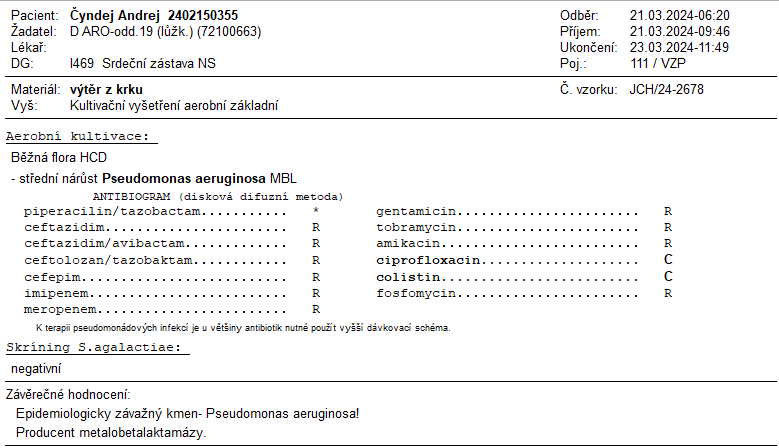 Pacient: Čyndej Andrej 2402150355 Odběr: 21.03.2024-06:20
Žadatel: D ARO-odd.19 (lůžk.) (72100663) Příjem: 21.03.2024-09:46
Lékař: Ukončení: 23.03.2024-11:49
DG: I469 Srdeční zástava NS Poj.: 111 / VZP
Materiál: výtěr z krku Č. vzorku: JCH/24-2678
Vyš: Kultivační vyšetření aerobní základní
Aerobní kultivace:
Běžná flora HCD
- střední nárůst Pseudomonas aeruginosa MBL
ANTIBIOGRAM (disková difuzní metoda)
piperacilin/tazobactam........... * gentamicin....................... R
ceftazidim....................... R tobramycin....................... R
ceftazidim/avibactam............. R amikacin......................... R
ceftolozan/tazobaktam............ R ciprofloxacin.................... C
cefepim.......................... R colistin......................... C
imipenem......................... R fosfomycin....................... R
meropenem........................ R
K terapii pseudomonádových infekcí je u většiny antibiotik nutné použít vyšší dávkovací schéma.
Skríning S.agalactiae:
negativní
Závěrečné hodnocení:
Epidemiologicky závažný kmen- Pseudomonas aeruginosa!
Producent metalobetalaktamázy.